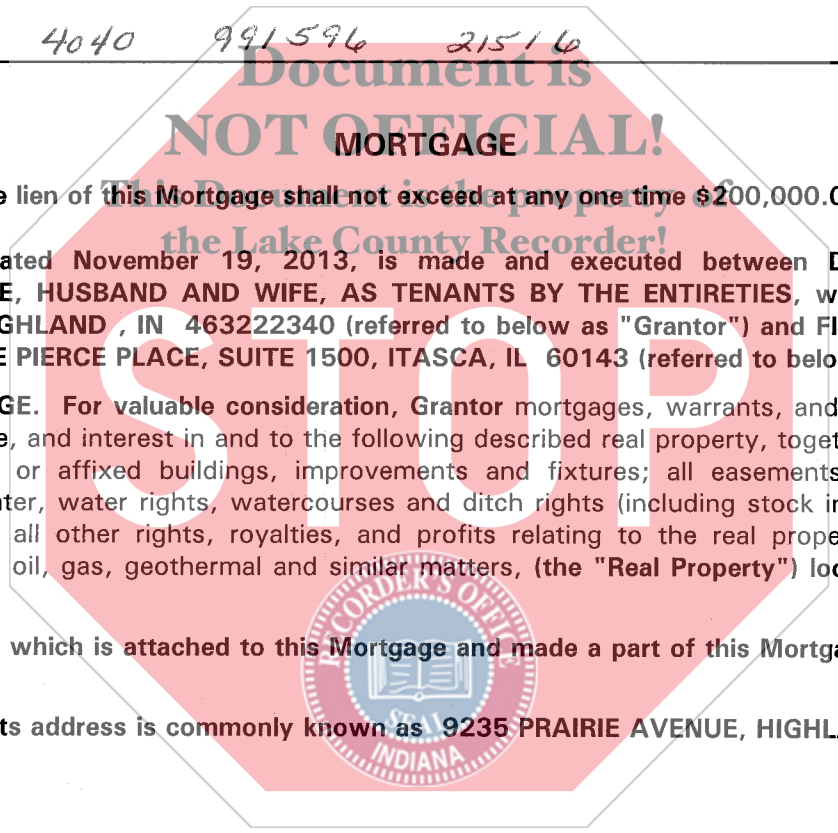 4040 991596 21516
Document is
NOT OFFICIAL!
MORTGAGE
This Document is the property of
e lien of this Mortgage shall not exceed at any one time $200,000.0
the Lake County Recorder!
ated November 19, 2013, is made and executed between D
E, HUSBAND AND WIFE, AS TENANTS BY THE ENTIRETIES, w
GHLAND , IN 463222340 (referred to below as "Grantor") and FI
E PIERCE PLACE, SUITE 1500, ITASCA, IL 60143 (referred to belo
STOP
GE. For valuable consideration, Grantor mortgages, warrants, and
e, and interest in and to the following described real property, toget
or affixed buildings, improvements and fixtures; all easements
ter, water rights, watercourses and ditch rights (including stock in
all other rights, royalties, and profits relating to the real prope
oil, gas, geothermal and similar matters, (the "Real Property") loc
RECORDER'S OFFICE
which is attached to this Mortgage and made a part of this Mortga
SEAL
ts address is commonly known as 9235 PRAIRIE AVENUE, HIGHLA
INDIANA